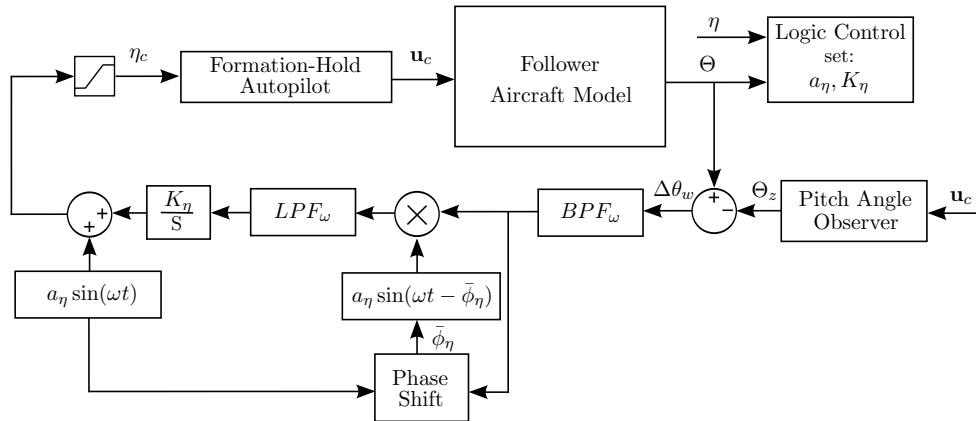 η_c
Formation-Hold
Autopilot
𝐮_c
Follower
Aircraft Model
η
Θ
Logic Control
set:
a_η, K_η
K_η
S
LPF_ω
×
BPF_ω
Δθ_w
+
−
Θ_z
Pitch Angle
Observer
𝐮_c
+
+
a_η sin(ωt)
a_η sin(ωt − φ̄_η)
φ̄_η
Phase
Shift